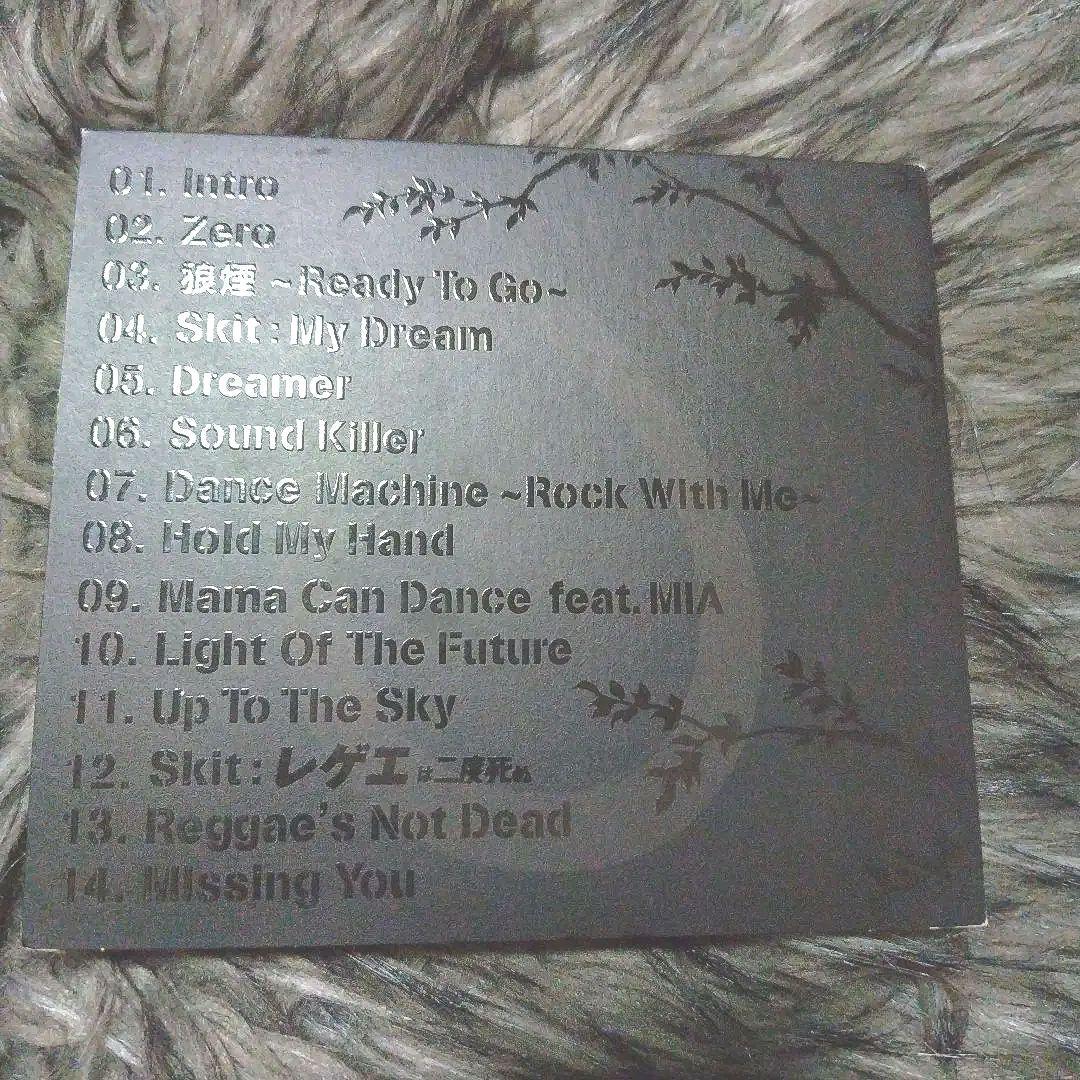 01. Intro
02. Zero
03. 狼煙 ~Ready To Go~
04. Skit : My Dream
05. Dreamer
06. Sound Killer
07. Dance Machine ~Rock With Me~
08. Hold My Hand
09. Mama Can Dance feat. MIA
10. Light Of The Future
11. Up To The Sky
12. Skit : レゲエは二度死ぬ
13. Reggae's Not Dead
14. Missing You